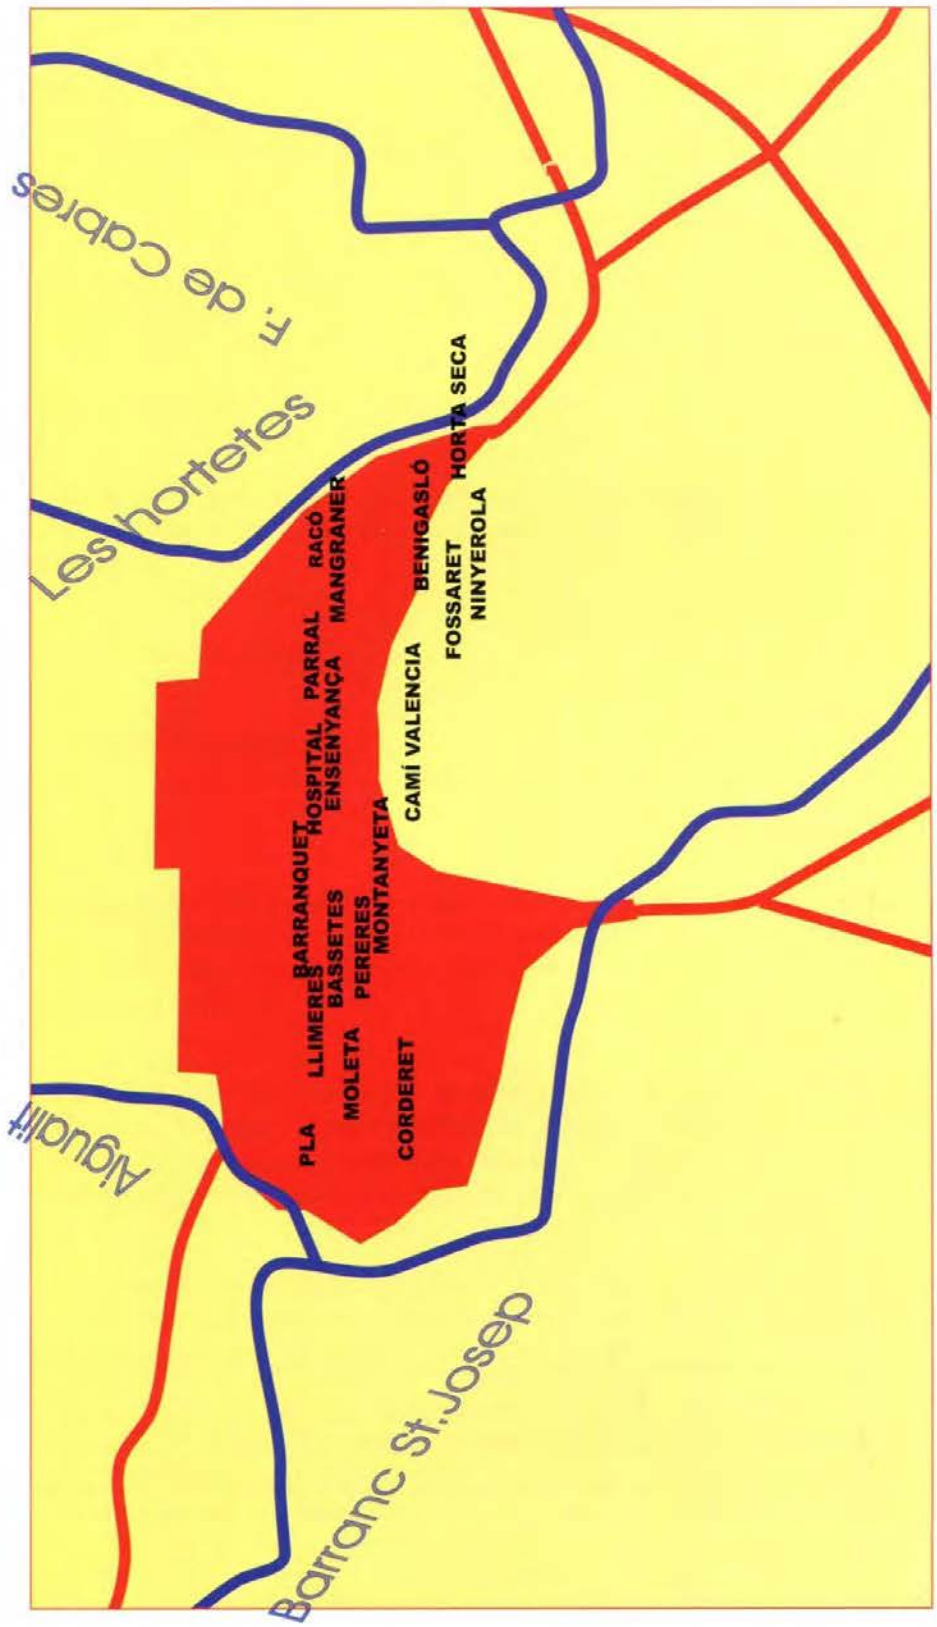 F. de Cabres
Les hortetes
HORTA SECA
BENIGASLÓ
NINYEROLA
FOSSARET
RACÓ
MANGRANER
PARRAL
ENSENYANÇA
CAMÍ VALENCIA
HOSPITAL
BARRANQUET
MONTANYETA
BASSETES
PERERES
LLIMERES
MOLETA
CORDERET
PLA
Aigualit
Barranc St.Josep